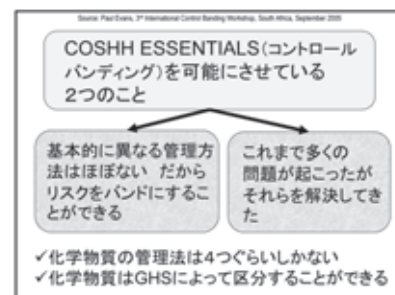 Source: Paul Evans, 3rd International Control Banding Workshop, South Africa, September 2005
COSHH ESSENTIALS(コントロール
バンディング)を可能にさせている
2つのこと
基本的に異なる管理方
法はほぼない だから
リスクをバンドにするこ
とができる
これまで多くの
問題が起こったが
それらを解決してき
た
✓化学物質の管理法は4つぐらいしかない
✓化学物質はGHSによって区分することができる